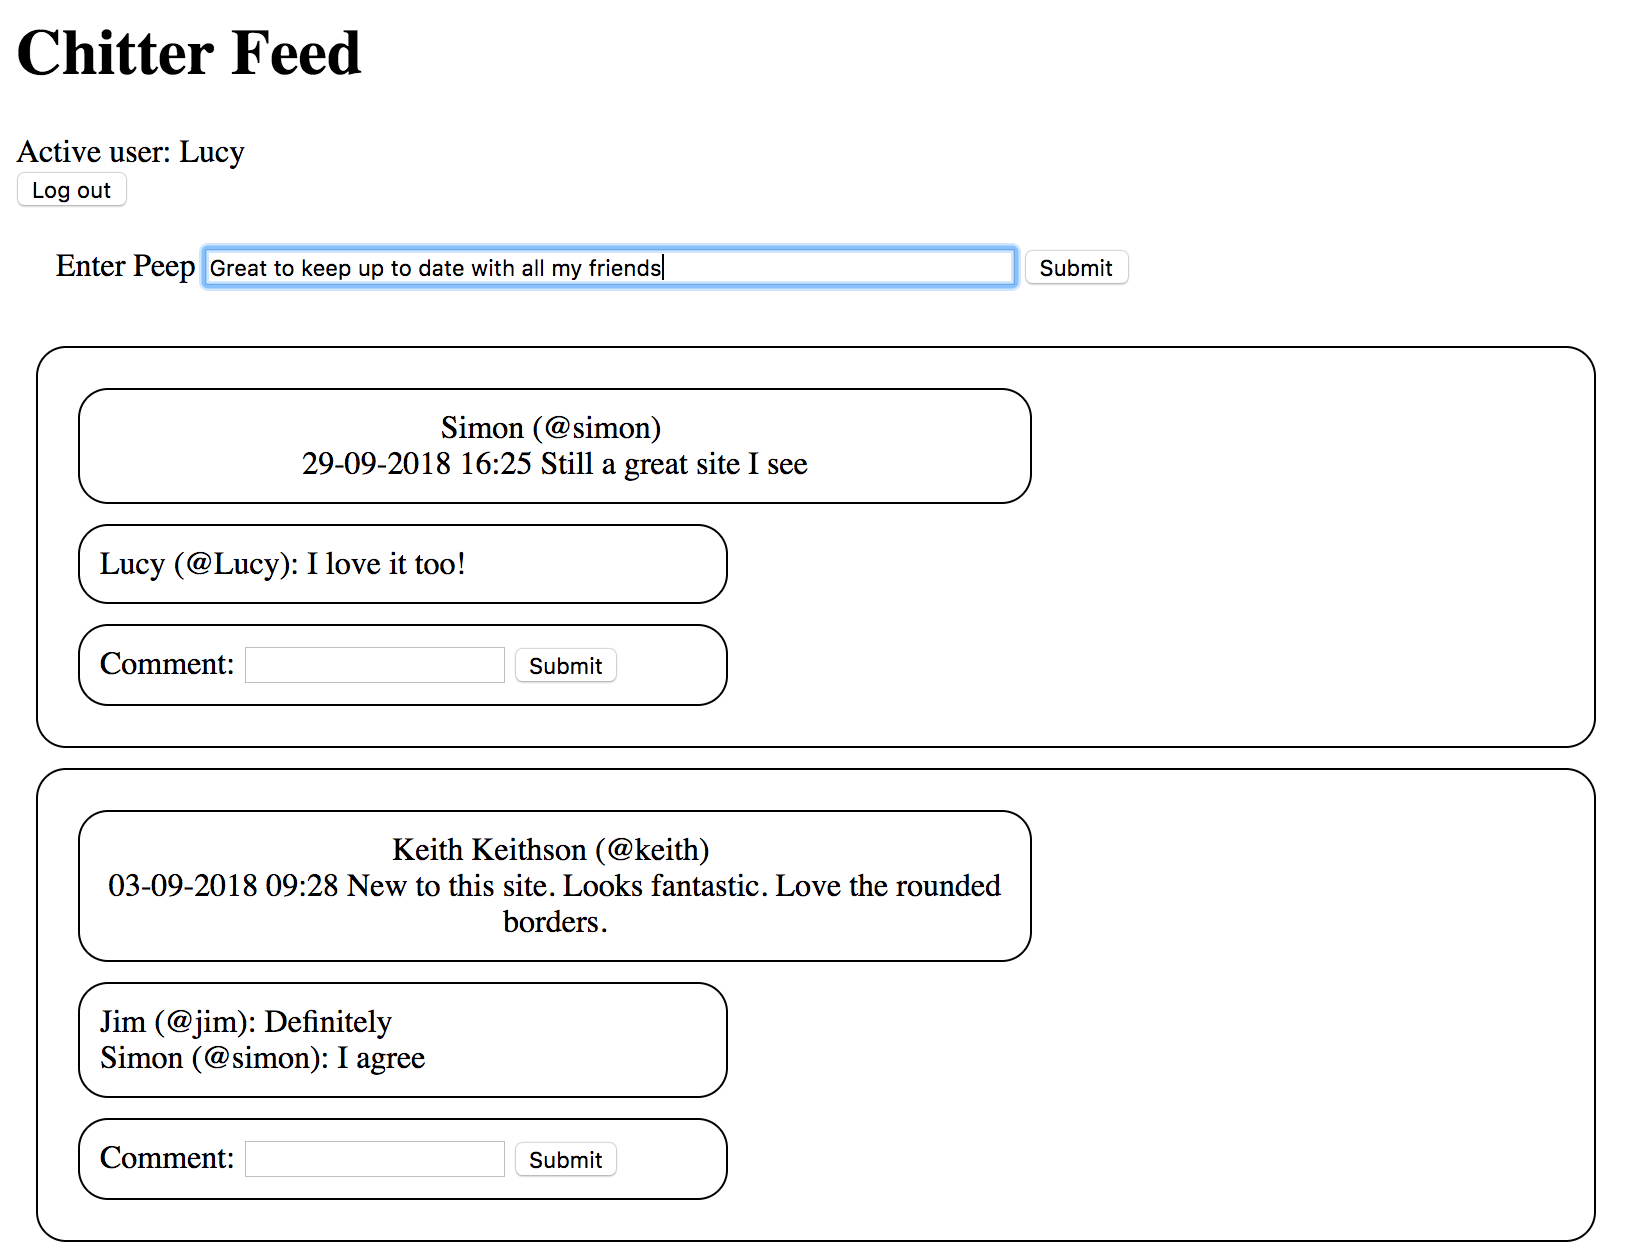 Chitter Feed
Active user: Lucy
Log out
Enter Peep Great to keep up to date with all my friends Submit
Simon (@simon)
29-09-2018 16:25 Still a great site I see
Lucy (@Lucy): I love it too!
Comment: Submit
Keith Keithson (@keith)
03-09-2018 09:28 New to this site. Looks fantastic. Love the rounded
borders.
Jim (@jim): Definitely
Simon (@simon): I agree
Comment: Submit